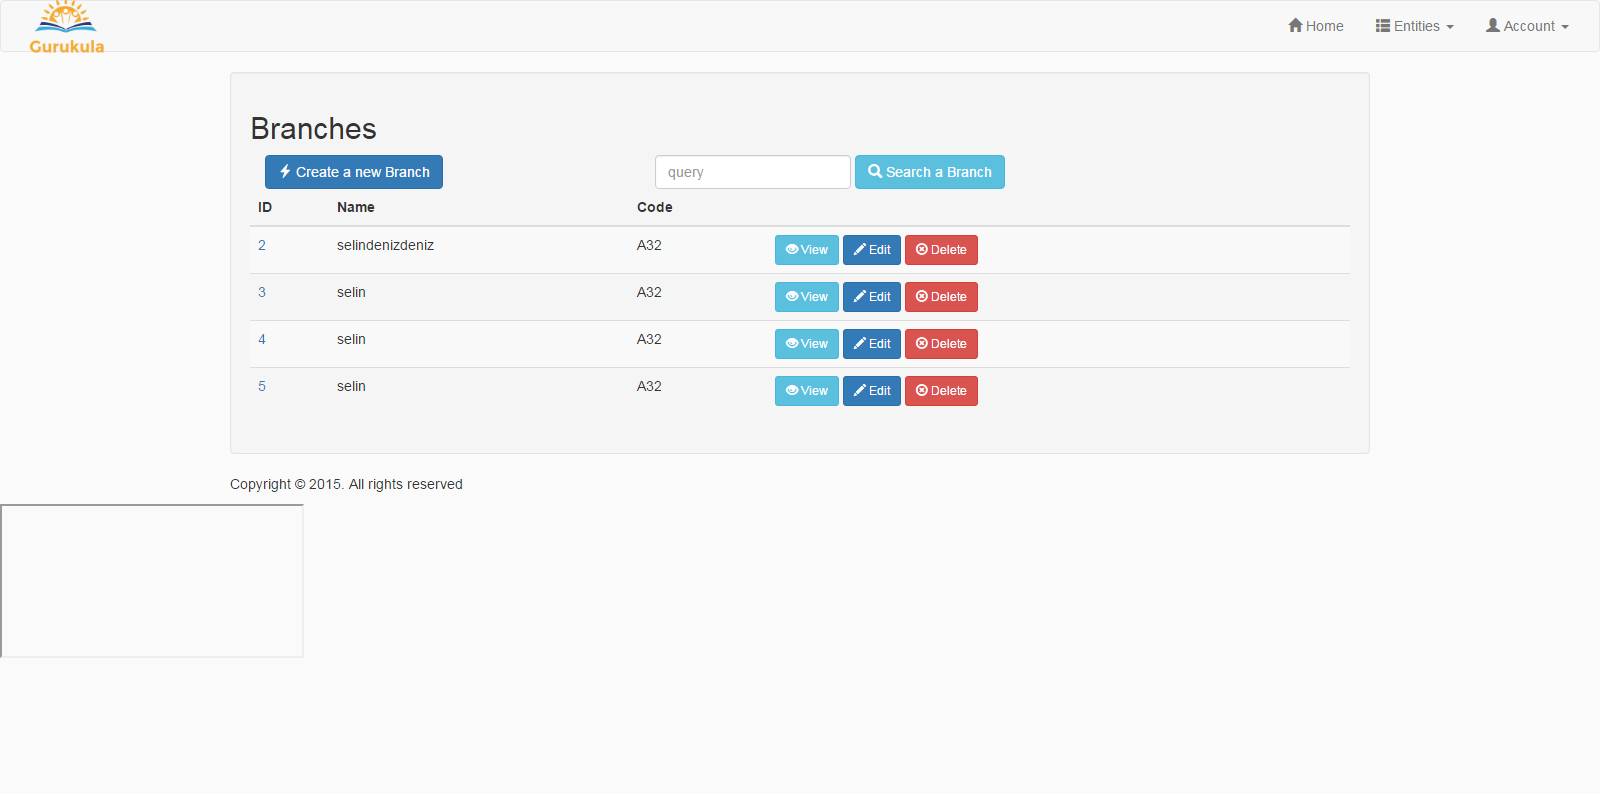 Gurukula
Home Entities Account
Branches
Create a new Branch query Search a Branch
ID Name Code
2 selindenizdeniz A32 View Edit Delete
3 selin A32 View Edit Delete
4 selin A32 View Edit Delete
5 selin A32 View Edit Delete
Copyright © 2015. All rights reserved